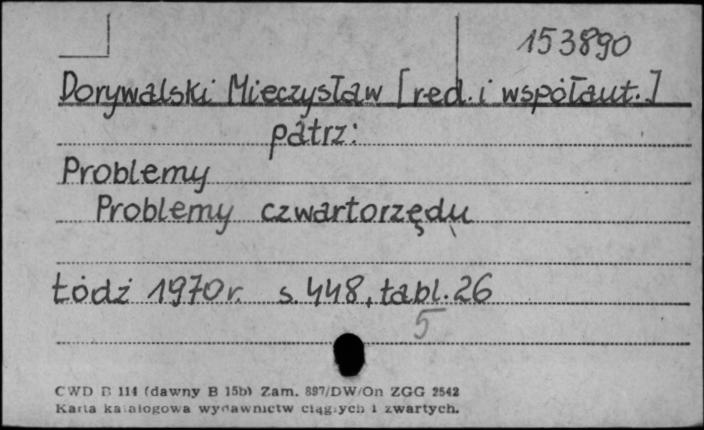 153890
Dorywalski Mieczysław [red. i współaut.]
patrz:
Problemy
Problemy czwartorzędu
Łódź 1970 r. s. 448, tabl. 26
5
CWD B 114 (dawny B 15b) Zam. 897/DW/On ZGG 2542
Karta katalogowa wydawnictw ciągłych i zwartych.